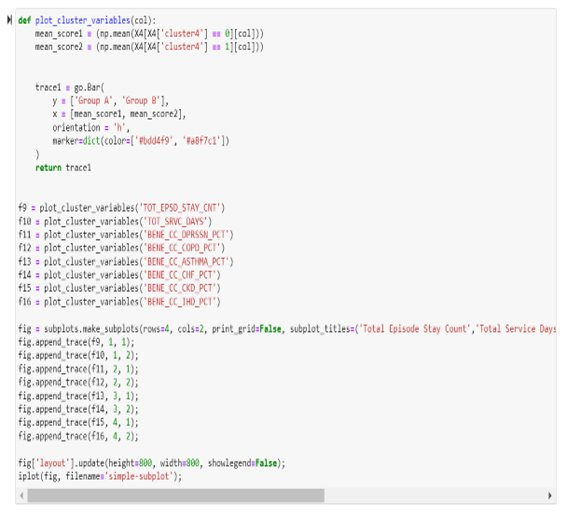 def plot_cluster_variables(col):
    mean_score1 = (np.mean(X4[X4['cluster4'] == 0][col]))
    mean_score2 = (np.mean(X4[X4['cluster4'] == 1][col]))
    trace1 = go.Bar(
        y = ['Group A', 'Group B'],
        x = [mean_score1, mean_score2],
        orientation = 'h',
        marker=dict(color=['#bdd4f9', '#a8f7c1'])
    )
    return trace1
f9 = plot_cluster_variables('TOT_EPSD_STAY_CNT')
f10 = plot_cluster_variables('TOT_SRVC_DAYS')
f11 = plot_cluster_variables('BENE_CC_DPRSSN_PCT')
f12 = plot_cluster_variables('BENE_CC_COPD_PCT')
f13 = plot_cluster_variables('BENE_CC_ASTHMA_PCT')
f14 = plot_cluster_variables('BENE_CC_CHF_PCT')
f15 = plot_cluster_variables('BENE_CC_CKD_PCT')
f16 = plot_cluster_variables('BENE_CC_IHD_PCT')
fig = subplots.make_subplots(rows=4, cols=2, print_grid=False, subplot_titles=('Total Episode Stay Count','Total Service Days
fig.append_trace(f9, 1, 1);
fig.append_trace(f10, 1, 2);
fig.append_trace(f11, 2, 1);
fig.append_trace(f12, 2, 2);
fig.append_trace(f13, 3, 1);
fig.append_trace(f14, 3, 2);
fig.append_trace(f15, 4, 1);
fig.append_trace(f16, 4, 2);
fig['layout'].update(height=800, width=800, showlegend=False);
iplot(fig, filename='simple-subplot');